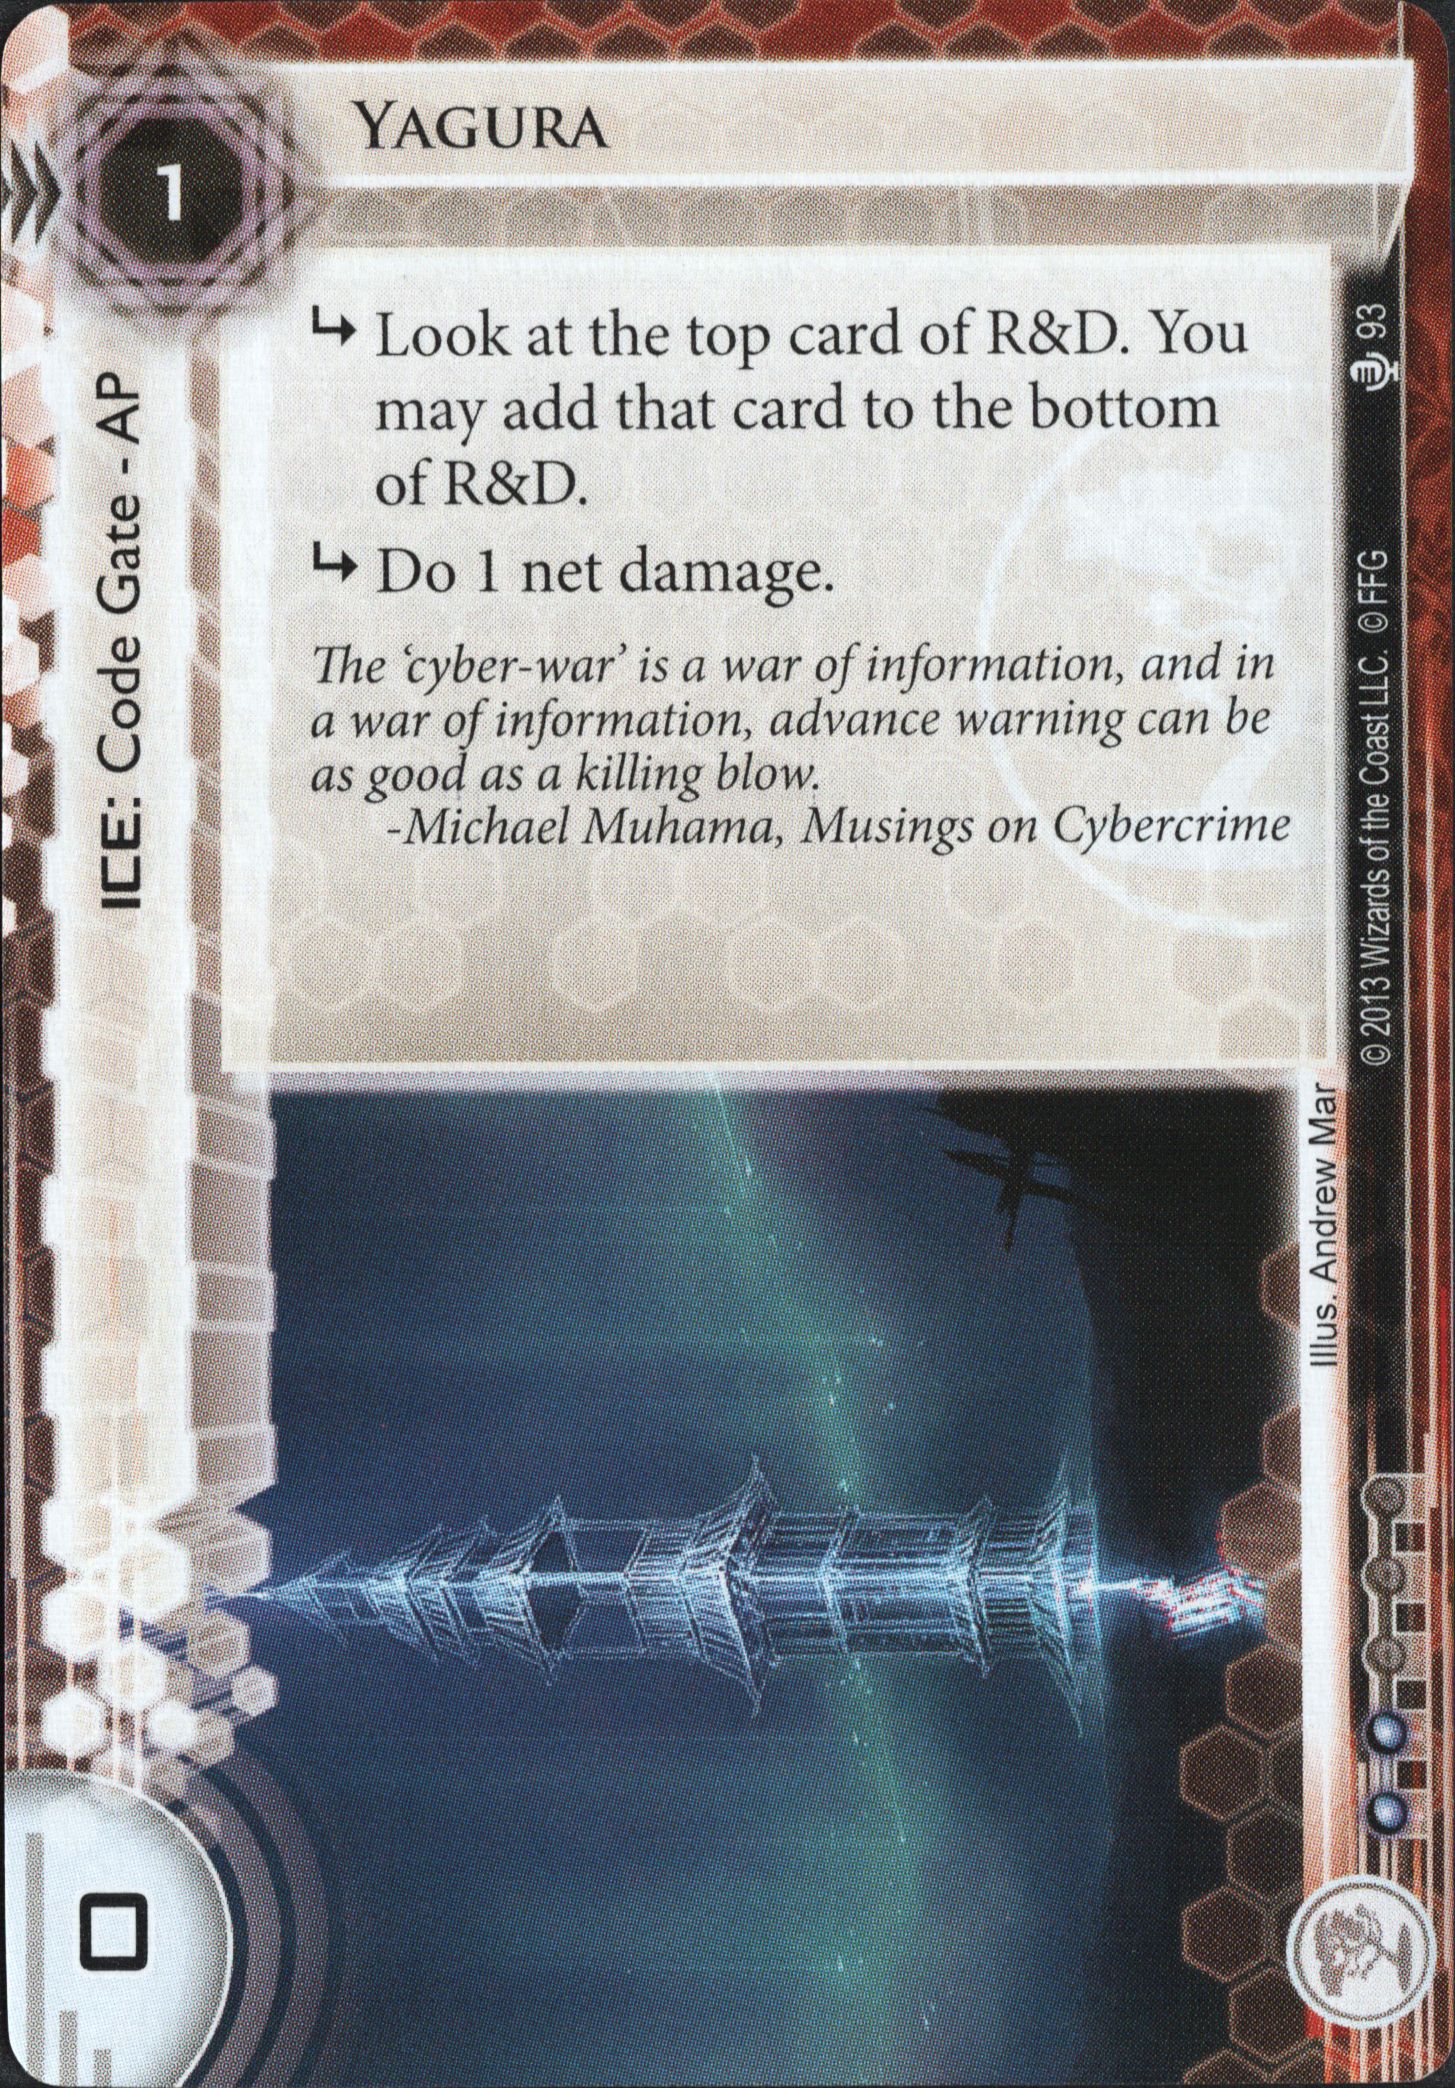 YAGURA
1
ICE: Code Gate - AP
Look at the top card of R&D. You
may add that card to the bottom
of R&D.
Do 1 net damage.
The ‘cyber-war’ is a war of information, and in
a war of information, advance warning can be
as good as a killing blow.
-Michael Muhama, Musings on Cybercrime
93
© 2013 Wizards of the Coast LLC. © FFG
Illus. Andrew Mar
0